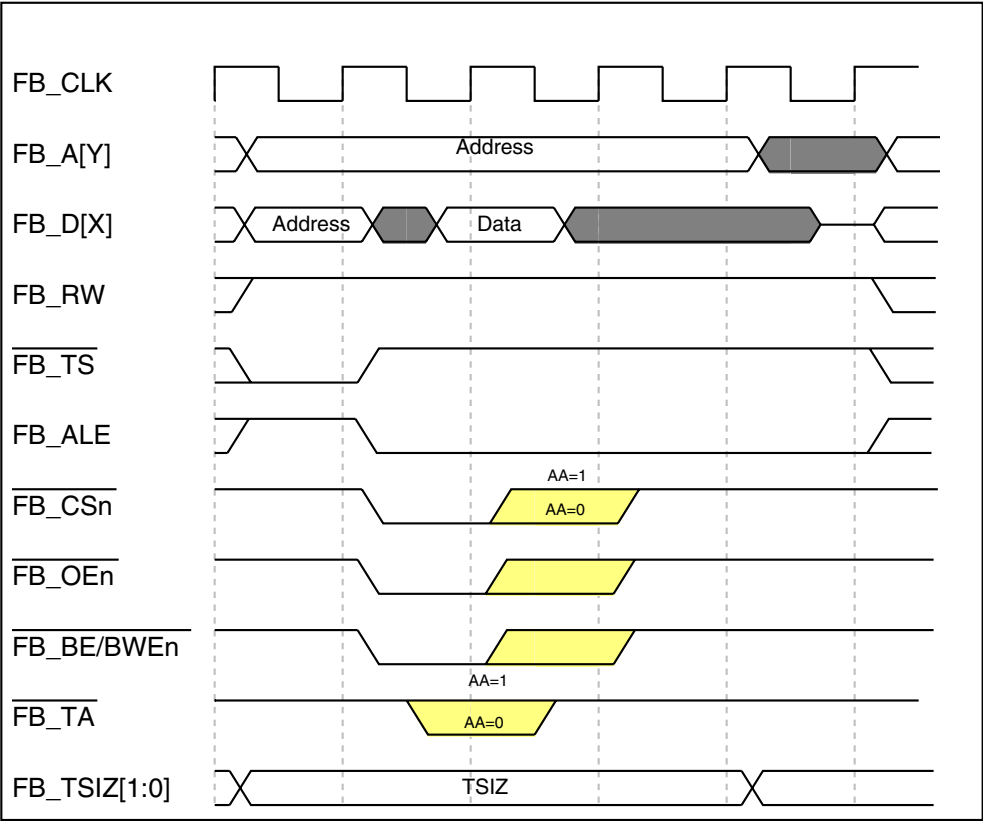 FB_CLK
FB_A[Y]
Address
FB_D[X]
Address
Data
FB_RW
FB_TS
FB_ALE
AA=1
FB_CSn
AA=0
FB_OEn
FB_BE/BWEn
AA=1
FB_TA
AA=0
FB_TSIZ[1:0]
TSIZ